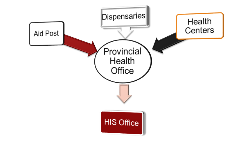 Dispensaries
Health
Centers
Aid Post
Provincial
Health
Office
HIS Office